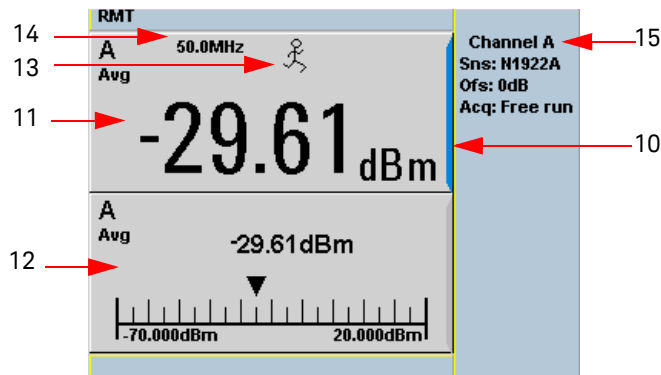 RMT
14
A
50.0MHz
Channel A
15
13
Avg
Sns: N1922A
Ofs: 0dB
Acq: Free run
11
-29.61 dBm
10
A
Avg
-29.61dBm
12
-70.000dBm
20.000dBm